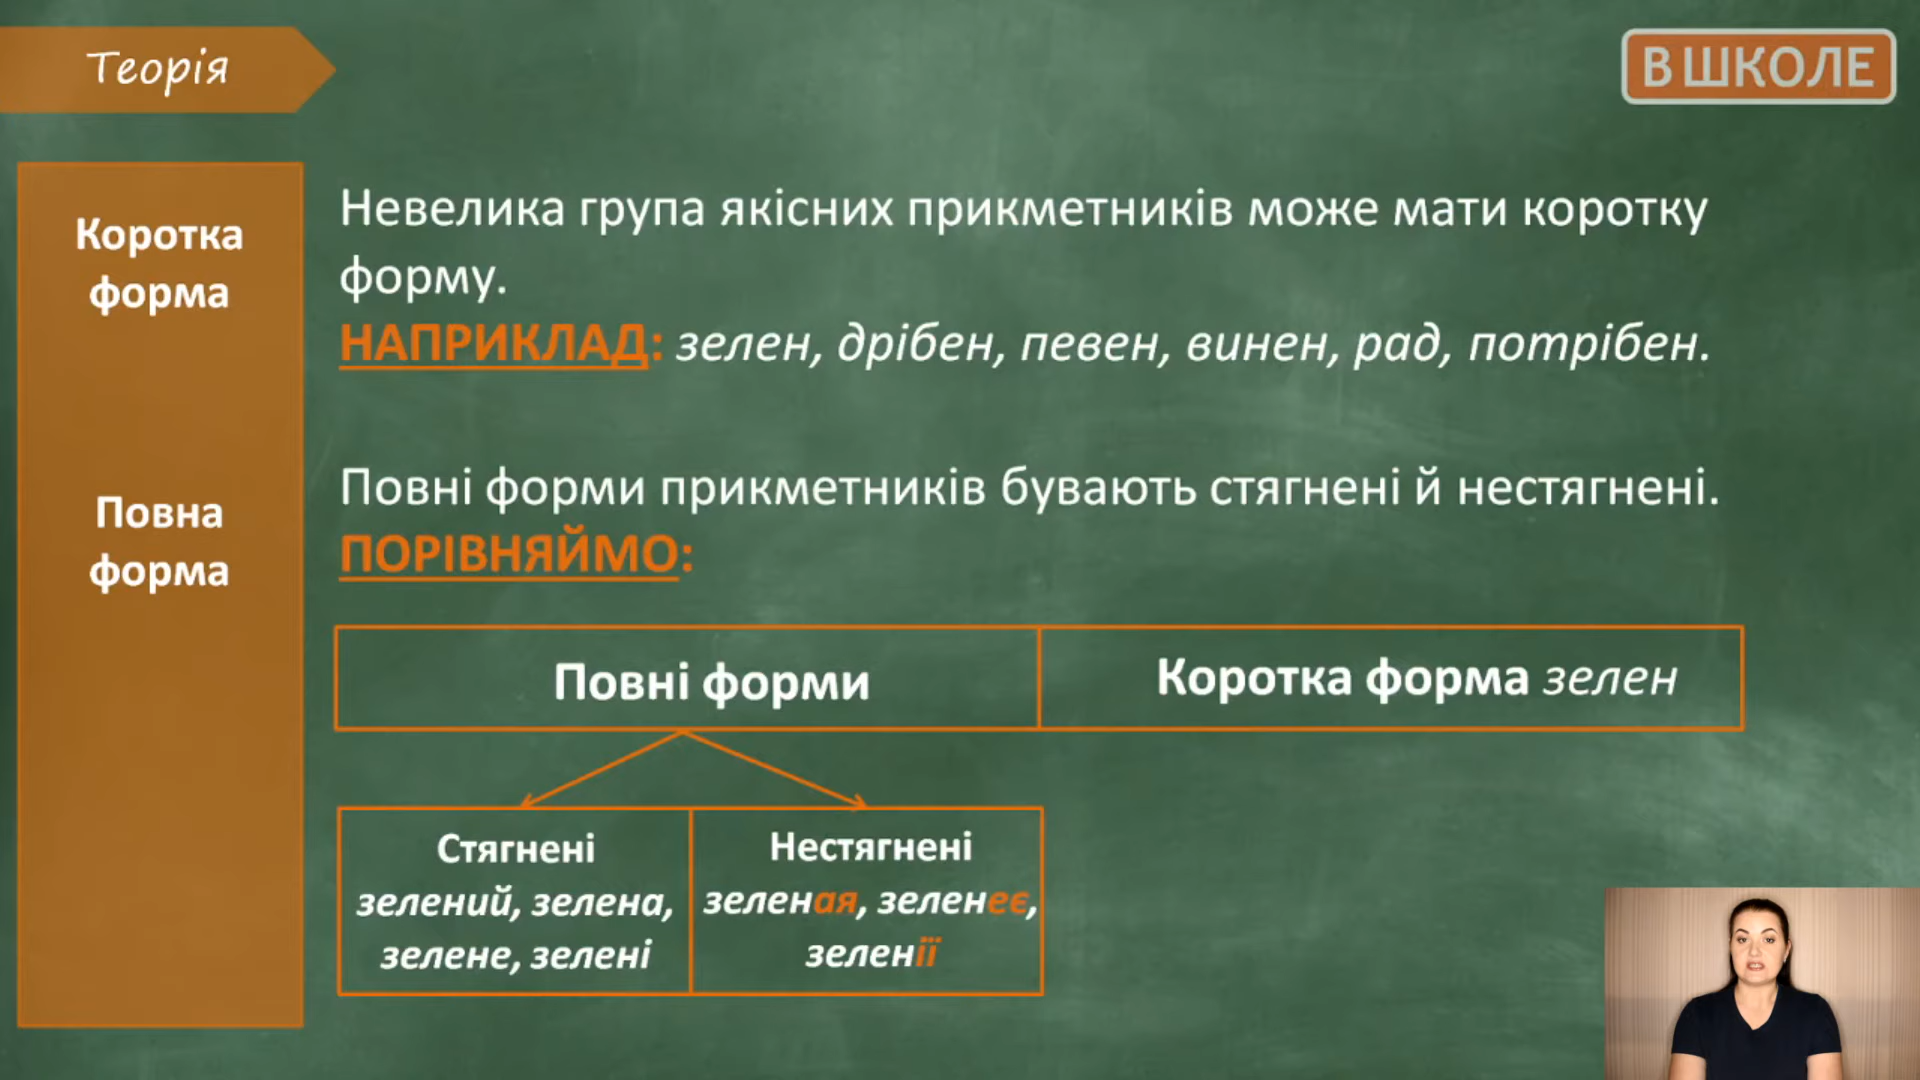 Теорія
В ШКОЛЕ
Коротка
форма
Невелика група якісних прикметників може мати коротку
форму.
НАПРИКЛАД: зелен, дрібен, певен, винен, рад, потрібен.
Повна
форма
Повні форми прикметників бувають стягнені й нестягнені.
ПОРІВНЯЙМО:
Повні форми
Коротка форма зелен
Стягнені
зелений, зелена,
зелене, зелені
Нестягнені
зеленая, зеленеє,
зеленії